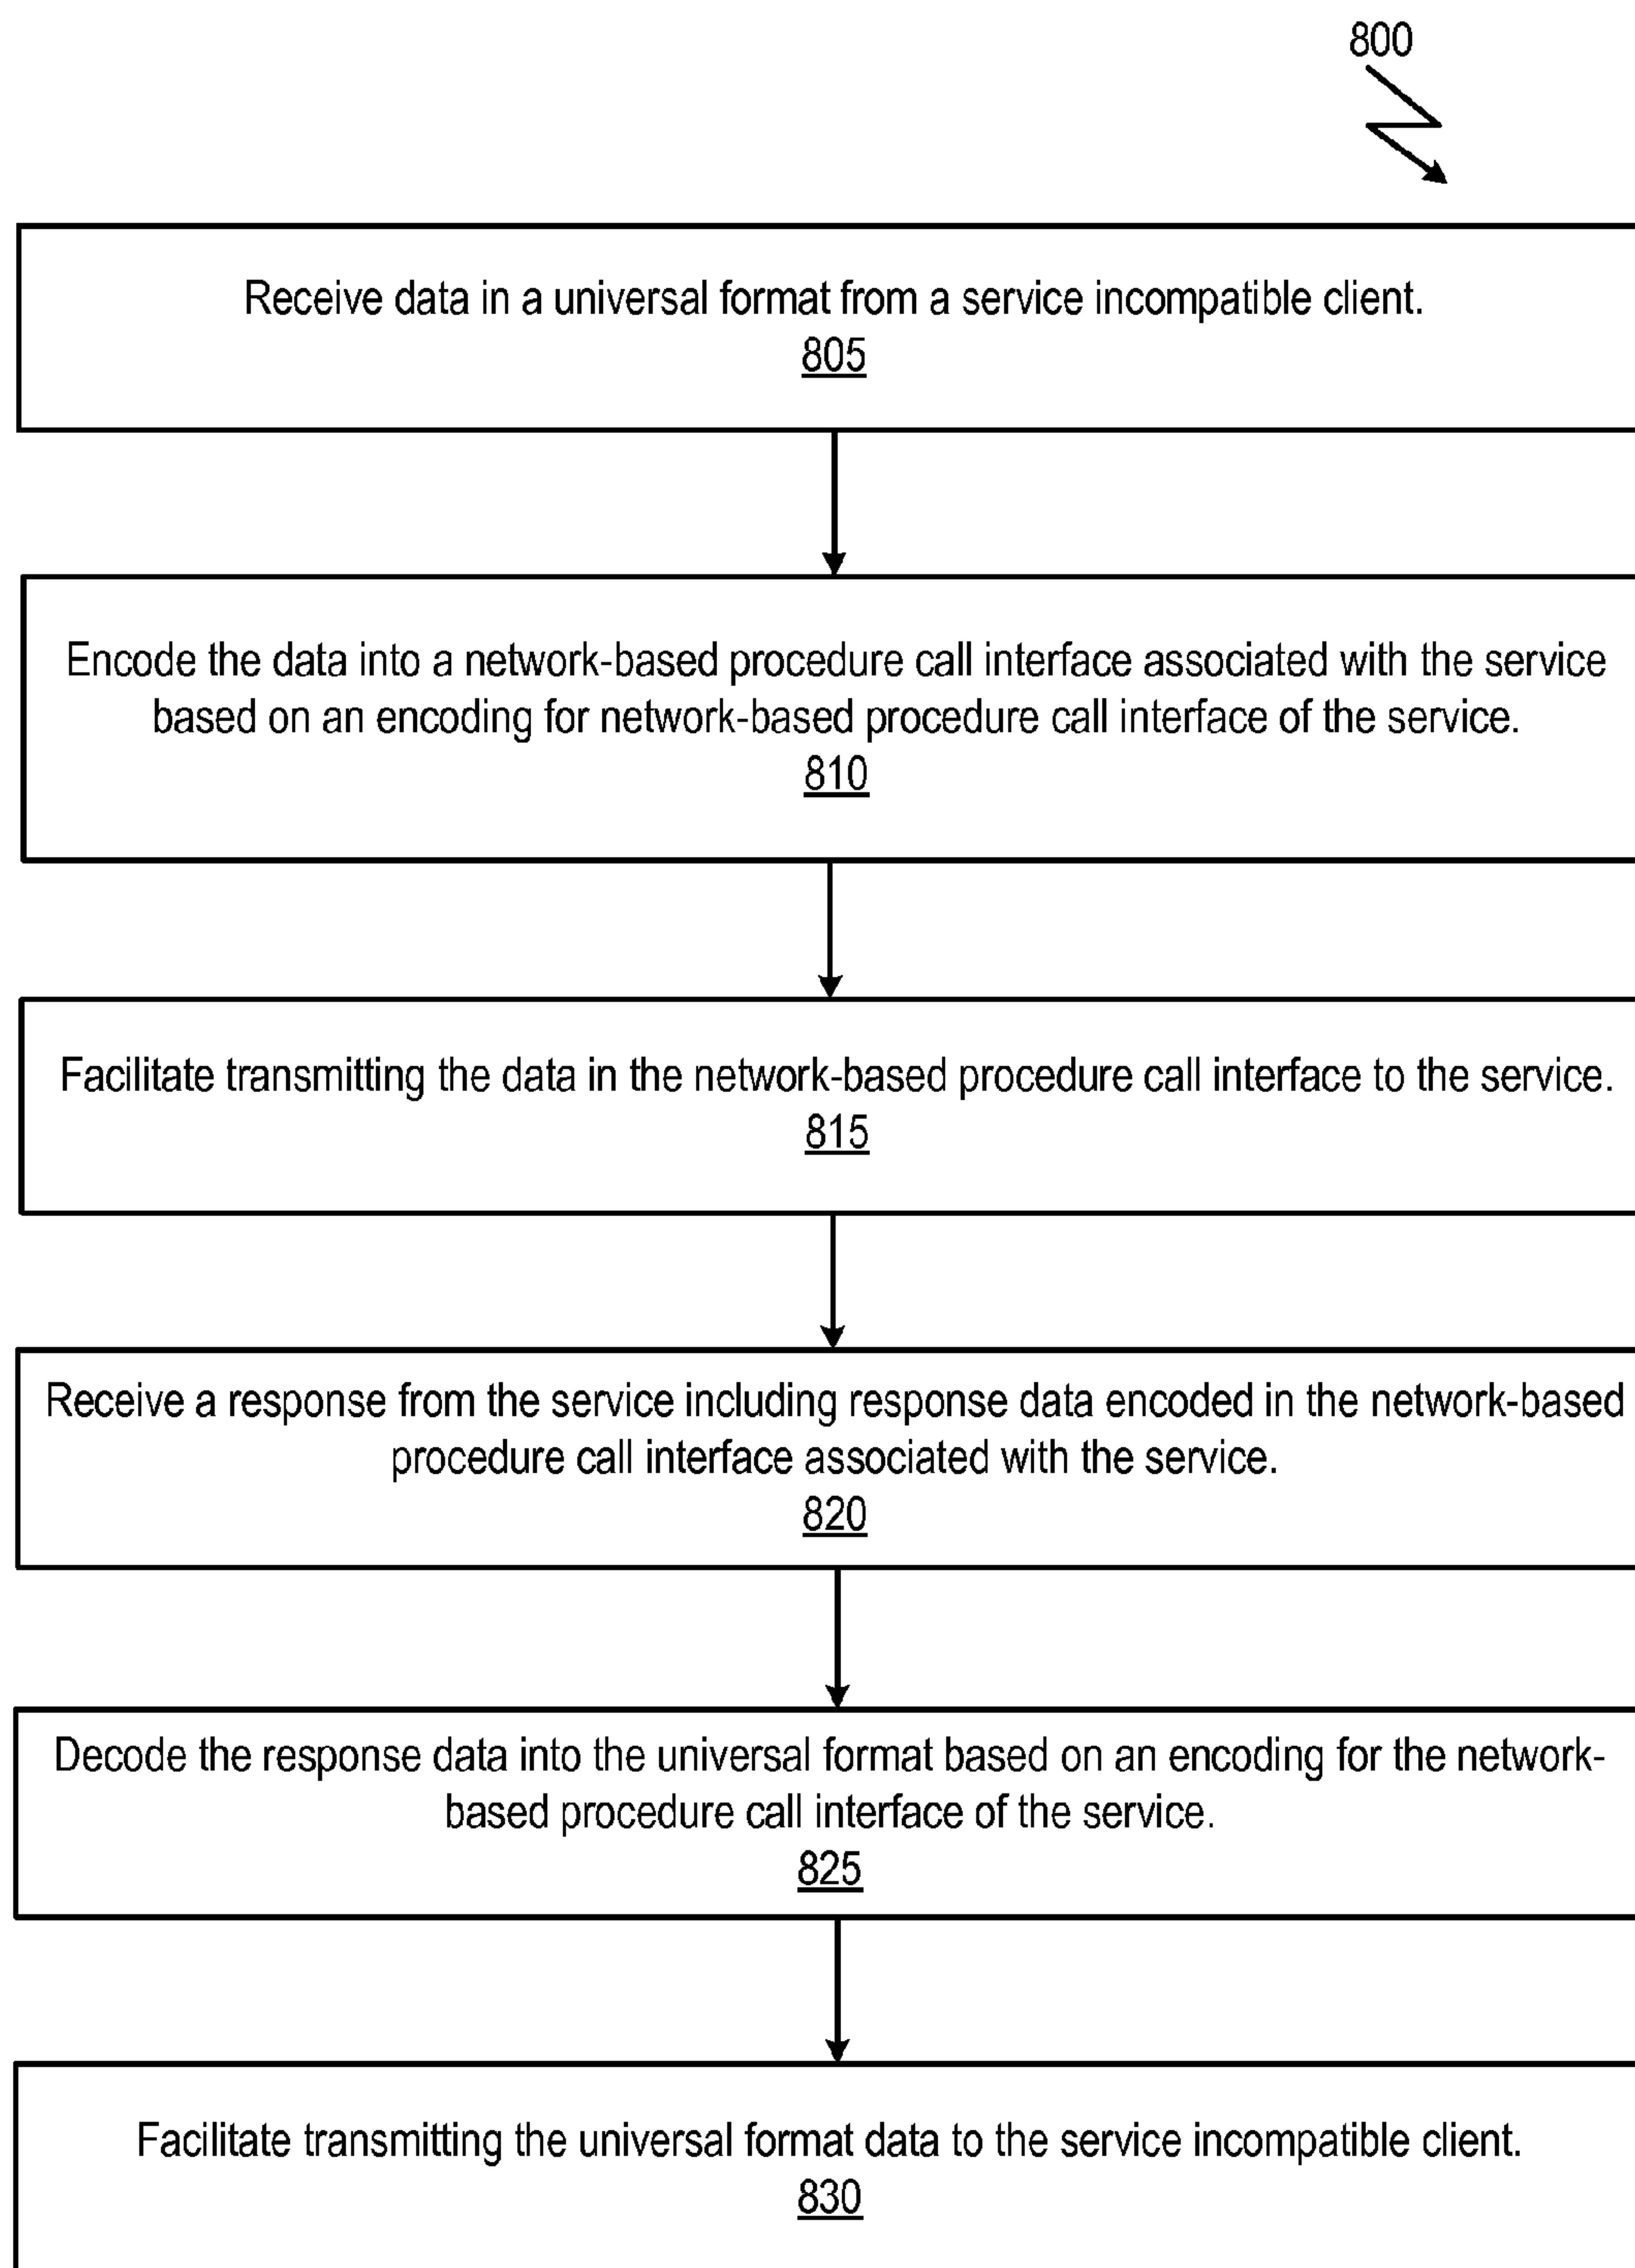 800
Receive data in a universal format from a service incompatible client.
805
Encode the data into a network-based procedure call interface associated with the service
based on an encoding for network-based procedure call interface of the service.
810
Facilitate transmitting the data in the network-based procedure call interface to the service.
815
Receive a response from the service including response data encoded in the network-based
procedure call interface associated with the service.
820
Decode the response data into the universal format based on an encoding for the network-
based procedure call interface of the service.
825
Facilitate transmitting the universal format data to the service incompatible client.
830